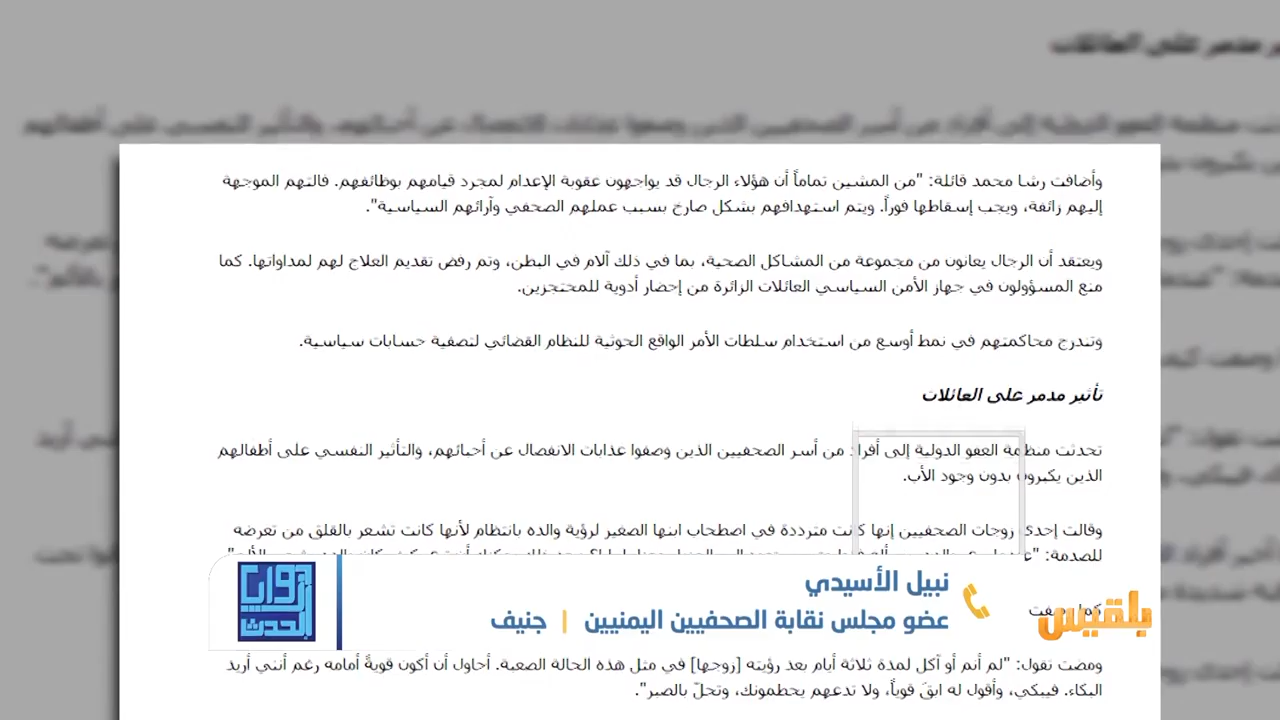 وأضافت رشا محمد قائلة: "من المشين تماماً أن هؤلاء الرجال قد يواجهون عقوبة الإعدام لمجرد قيامهم بوظائفهم. فالتهم الموجهة
إليهم زائفة، ويجب إسقاطها فوراً. ويتم استهدافهم بشكل صارخ بسبب عملهم الصحفي وآرائهم السياسية".
ويعتقد أن الرجال يعانون من مجموعة من المشاكل الصحية، بما في ذلك آلام في البطن، وتم رفض تقديم العلاج لهم لمداواتها. كما
منع المسؤولون في جهاز الأمن السياسي العائلات الزائرة من إحضار أدوية للمحتجزين.
وتندرج محاكمتهم في نمط أوسع من استخدام سلطات الأمر الواقع الحوثية للنظام القضائي لتصفية حسابات سياسية.
تأثير مدمر على العائلات
تحدثت منظمة العفو الدولية إلى أفراد من أسر الصحفيين الذين وصفوا عذابات الانفصال عن أحبائهم، والتأثير النفسي على أطفالهم
الذين يكبرون بدون وجود الأب.
وقالت إحدى زوجات الصحفيين إنها كانت مترددة في اصطحاب ابنها الصغير لرؤية والده بانتظام لأنها كانت تشعر بالقلق من تعرضه
للصدمة:
نبيل الأسيدي
عضو مجلس نقابة الصحفيين اليمنيين | جنيف
أبواب الحدث
بلقيس
كما
ومضت تقول: "لم أنم أو آكل لمدة ثلاثة أيام بعد رؤيته [زوجها] في مثل هذه الحالة الصعبة. أحاول أن أكون قويةً أمامه رغم أنني أريد
البكاء. فيبكي، وأقول له ابقَ قوياً، ولا تدعهم يحطمونك، وتحلّ بالصبر".